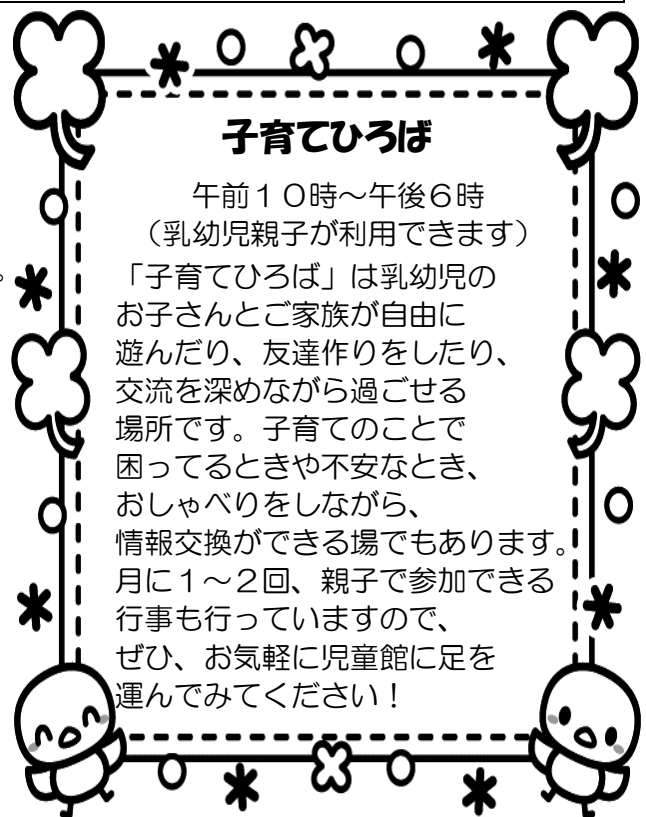 子育てひろば
午前１０時～午後６時
（乳幼児親子が利用できます）
「子育てひろば」は乳幼児の
お子さんとご家族が自由に
遊んだり、友達作りをしたり、
交流を深めながら過ごせる
場所です。子育てのことで
困ってるときや不安なとき、
おしゃべりをしながら、
情報交換ができる場でもあります。
月に１～２回、親子で参加できる
行事も行っていますので、
ぜひ、お気軽に児童館に足を
運んでみてください！